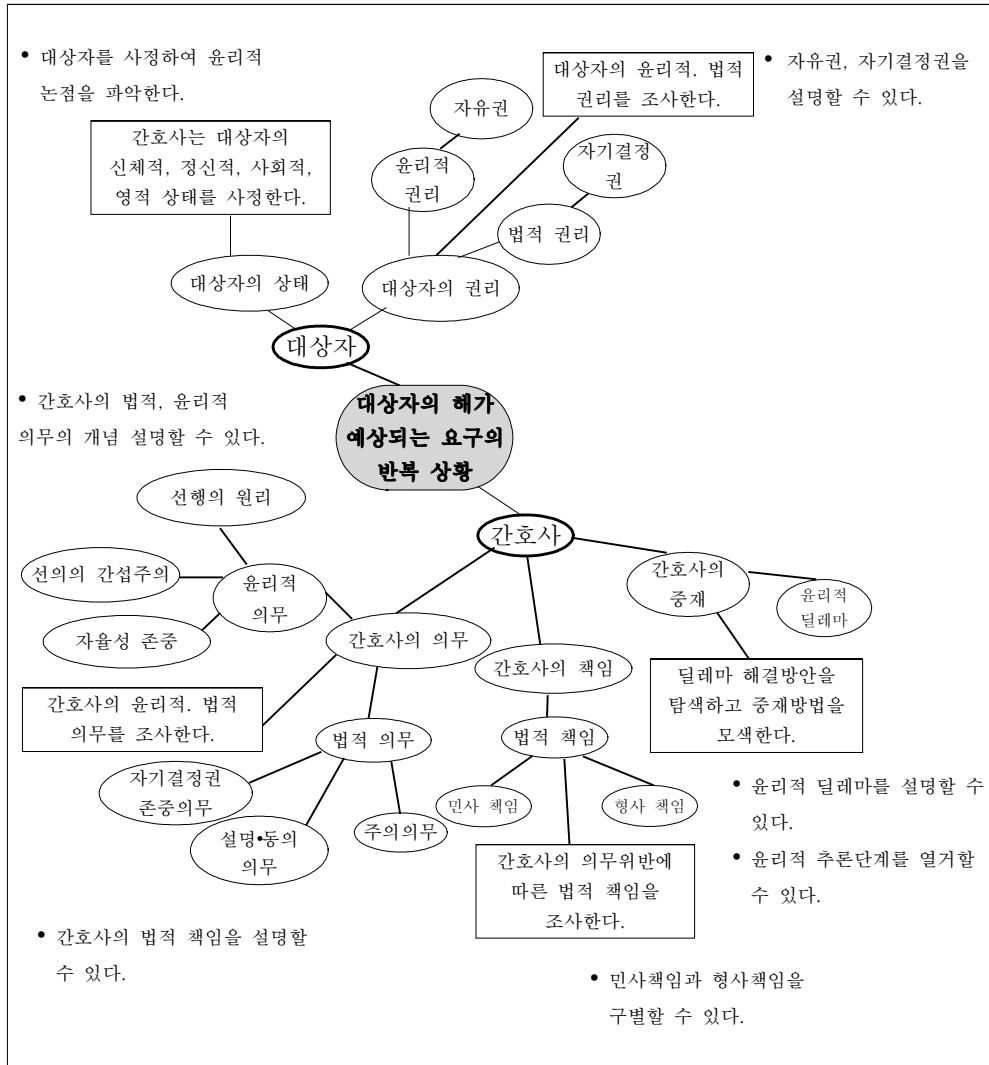 • 대상자를 사정하여 윤리적
논점을 파악한다.
대상자의 윤리적. 법적
권리를 조사한다.
• 자유권, 자기결정권을
설명할 수 있다.
간호사는 대상자의
신체적, 정신적, 사회적,
영적 상태를 사정한다.
자유권
윤리적
권리
자기결정
권
법적 권리
대상자의 상태
대상자의 권리
대상자
• 간호사의 법적, 윤리적
의무의 개념 설명할 수 있다.
대상자의 해가
예상되는 요구의
반복 상황
선행의 원리
선의의 간섭주의
자율성 존중
윤리적
의무
간호사
간호사의
중재
윤리적
딜레마
간호사의 의무
간호사의 책임
간호사의 윤리적. 법적
의무를 조사한다.
딜레마 해결방안을
탐색하고 중재방법을
모색한다.
법적 의무
법적 책임
자기결정권
존중의무
설명•동의
의무
주의의무
민사 책임
형사 책임
• 윤리적 딜레마를 설명할 수
있다.
• 윤리적 추론단계를 열거할
수 있다.
간호사의 의무위반에
따른 법적 책임을
조사한다.
• 간호사의 법적 책임을 설명할
수 있다.
• 민사책임과 형사책임을
구별할 수 있다.